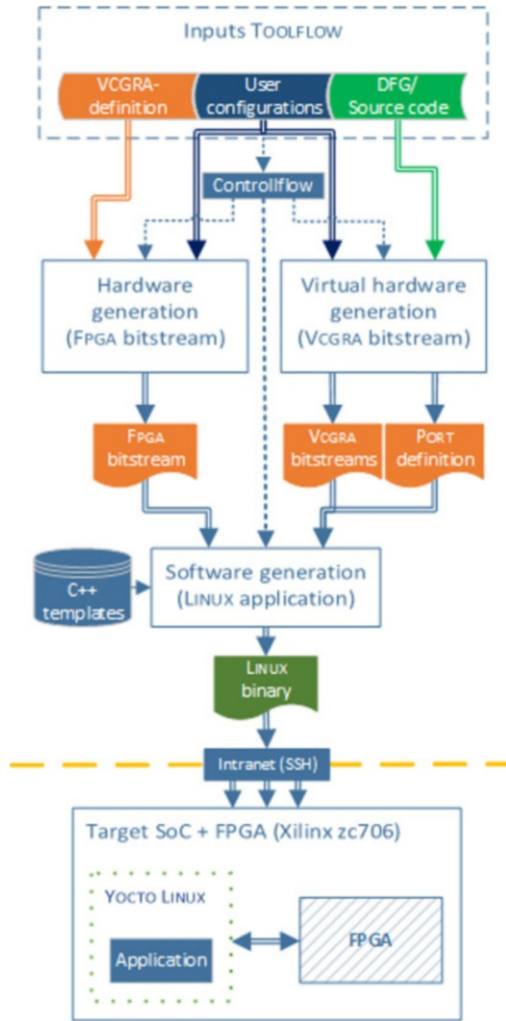 Inputs TOOLFLOW
VCGRA-
definition
User
configurations
DFG/
Source code
Controllflow
Hardware
generation
(FPGA bitstream)
Virtual hardware
generation
(VCGRA bitstream)
FPGA
bitstream
VCGRA
bitstreams
PORT
definition
C++
templates
Software generation
(LINUX application)
LINUX
binary
Intranet (SSH)
Target SoC + FPGA (Xilinx zc706)
YOCTO LINUX
Application
FPGA